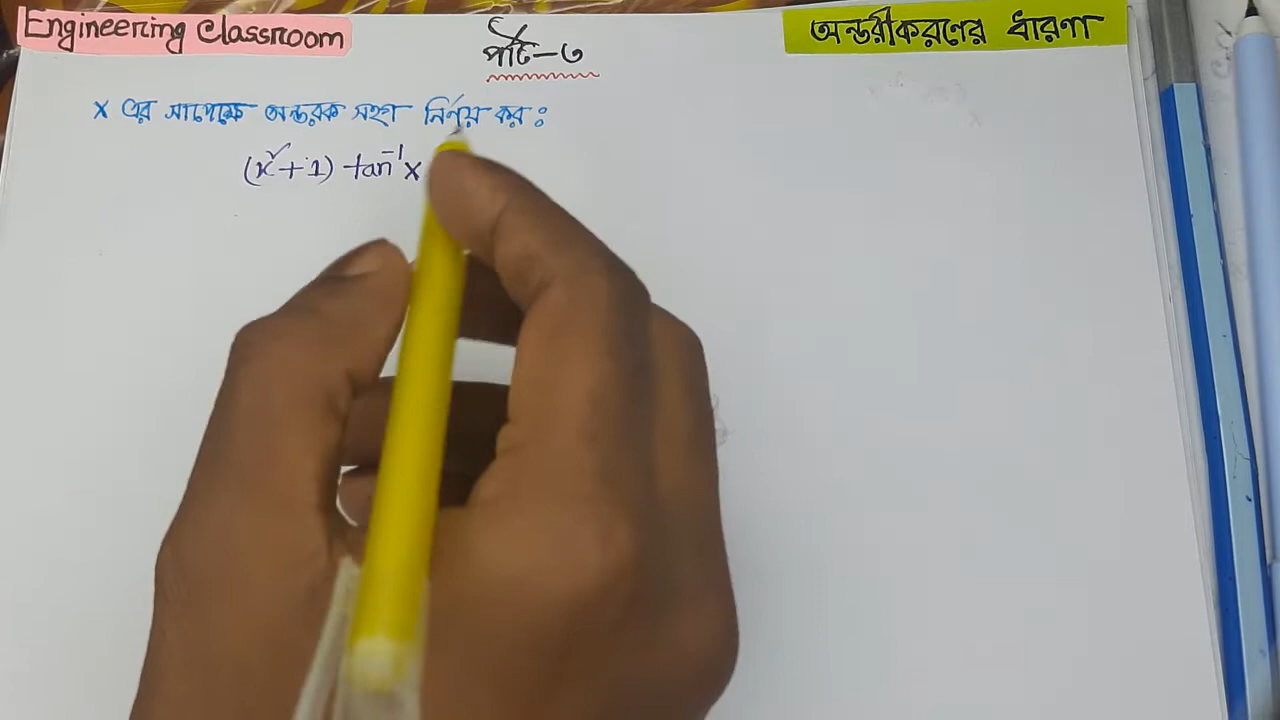 Engineering Classroom
পার্ট-৩
অন্তরীকরণের ধারণা
x এর সাপেক্ষে অন্তরক সহগ নির্ণয় কর:
(x²+1) tan⁻¹x